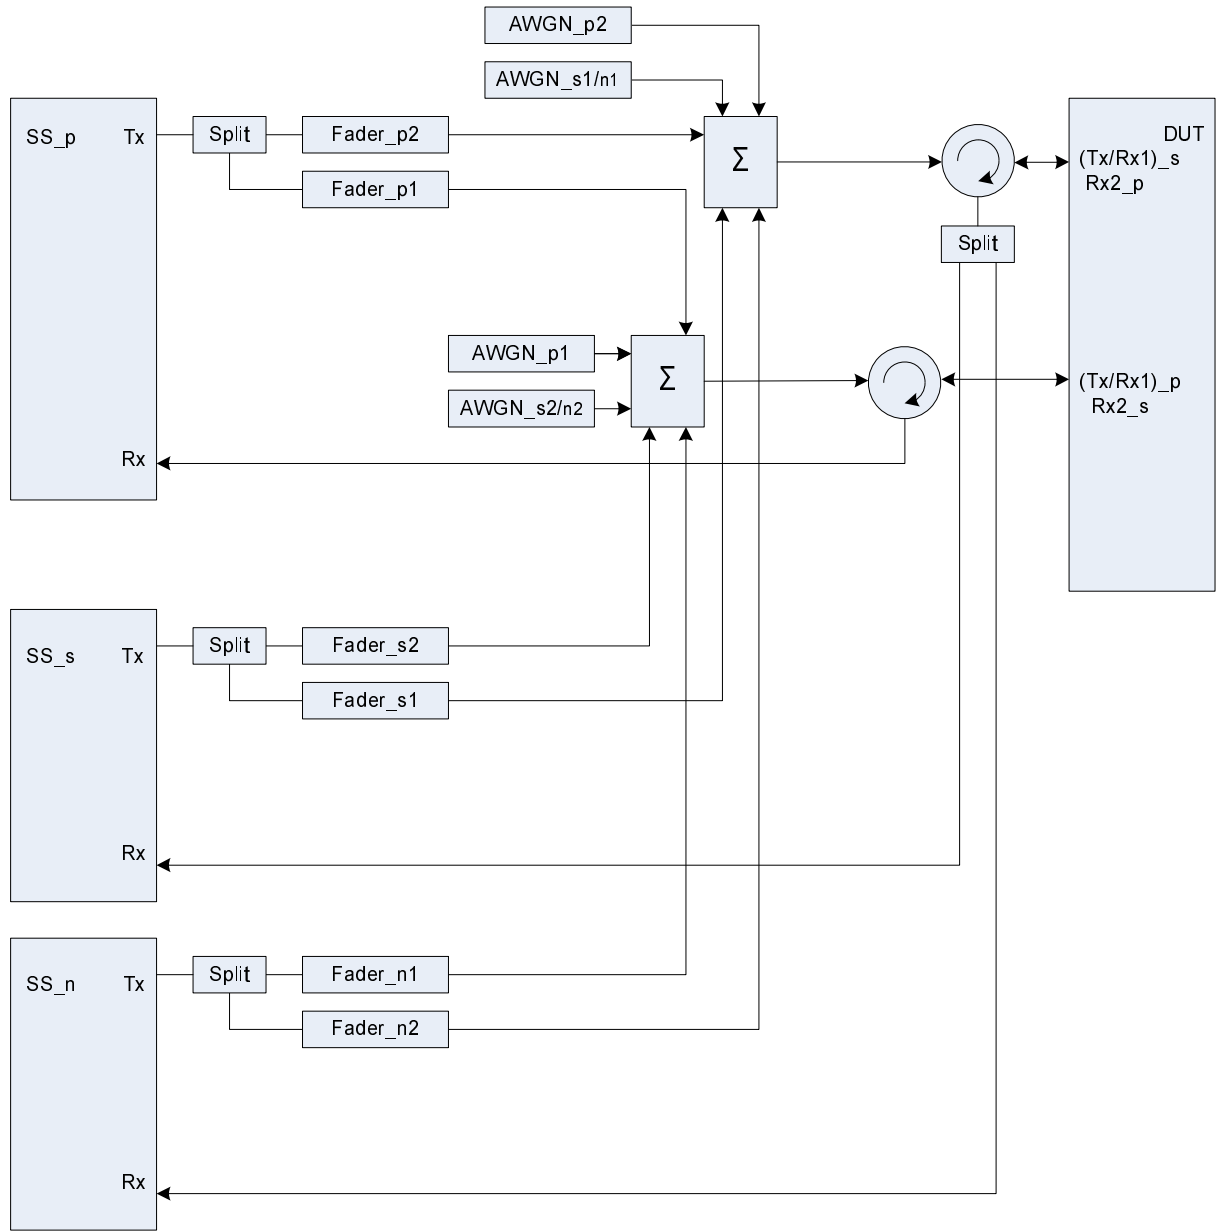 AWGN_p2
AWGN_s1/n1
SS_p Tx
Split
Fader_p2
Σ
DUT
(Tx/Rx1)_s
Rx2_p
Fader_p1
Split
AWGN_p1
Σ
AWGN_s2/n2
(Tx/Rx1)_p
Rx2_s
Rx
SS_s Tx
Split
Fader_s2
Fader_s1
Rx
SS_n Tx
Split
Fader_n1
Fader_n2
Rx